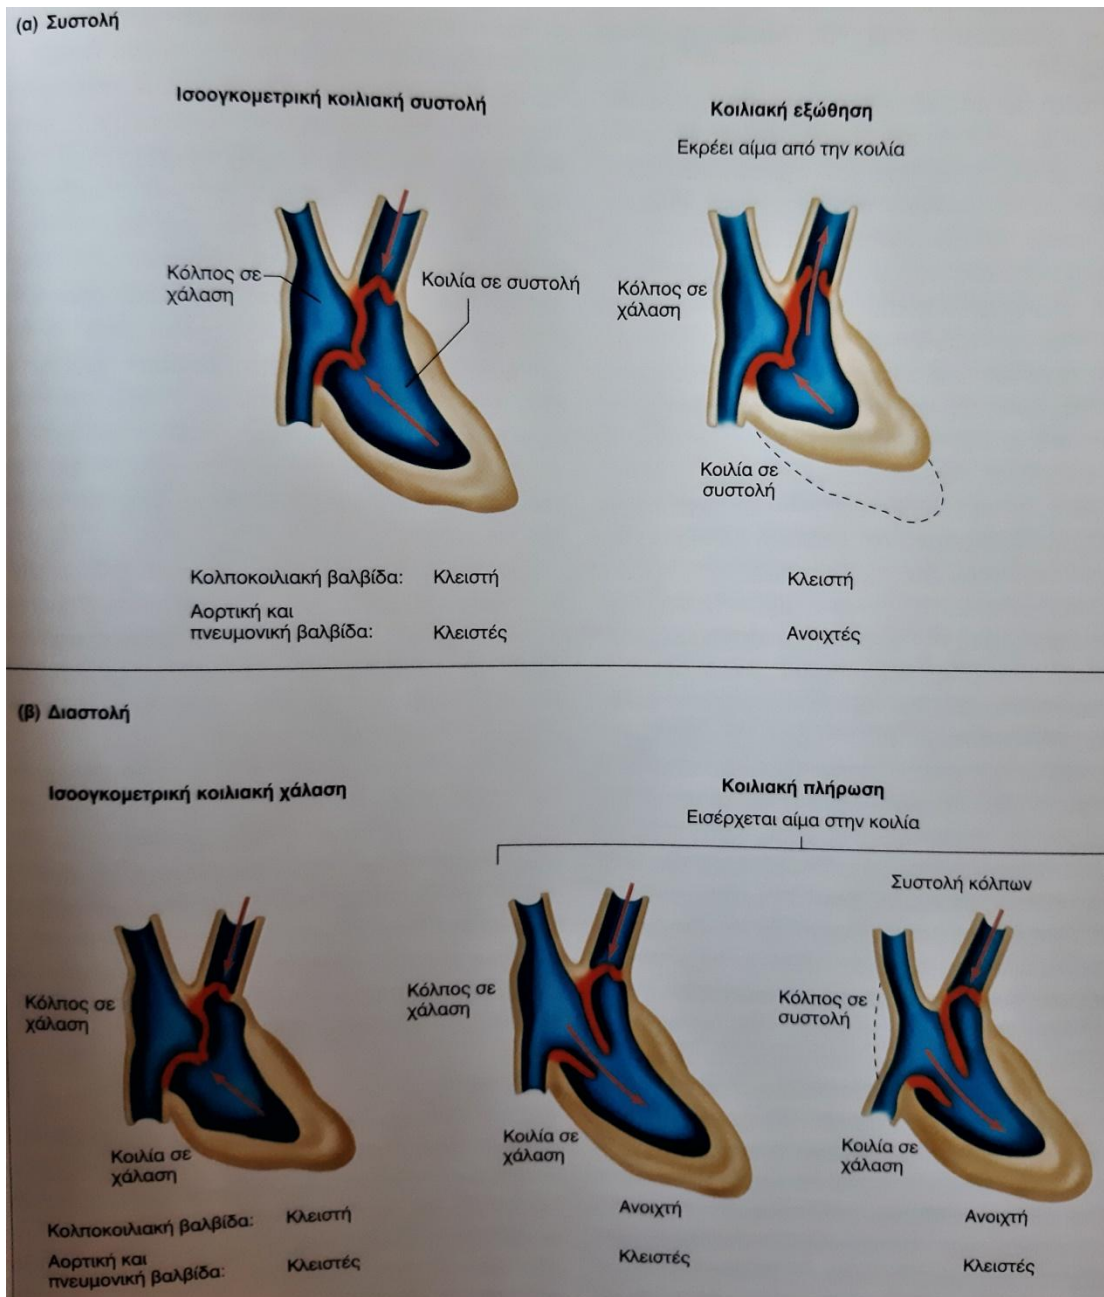 (α) Συστολή
Ισοογκομετρική κοιλιακή συστολή
Κοιλιακή εξώθηση
Εκρέει αίμα από την κοιλία
Κόλπος σε
χάλαση
Κοιλία σε συστολή
Κόλπος σε
χάλαση
Κοιλία σε
συστολή
Κολποκοιλιακή βαλβίδα: Κλειστή Κλειστή
Αορτική και
πνευμονική βαλβίδα: Κλειστές Ανοιχτές
(β) Διαστολή
Ισοογκομετρική κοιλιακή χάλαση
Κοιλιακή πλήρωση
Εισέρχεται αίμα στην κοιλία
Συστολή κόλπων
Κόλπος σε
χάλαση
Κόλπος σε
χάλαση
Κόλπος σε
συστολή
Κοιλία σε
χάλαση
Κοιλία σε
χάλαση
Κοιλία σε
χάλαση
Κολποκοιλιακή βαλβίδα: Κλειστή Ανοιχτή Ανοιχτή
Αορτική και
πνευμονική βαλβίδα: Κλειστές Κλειστές Κλειστές